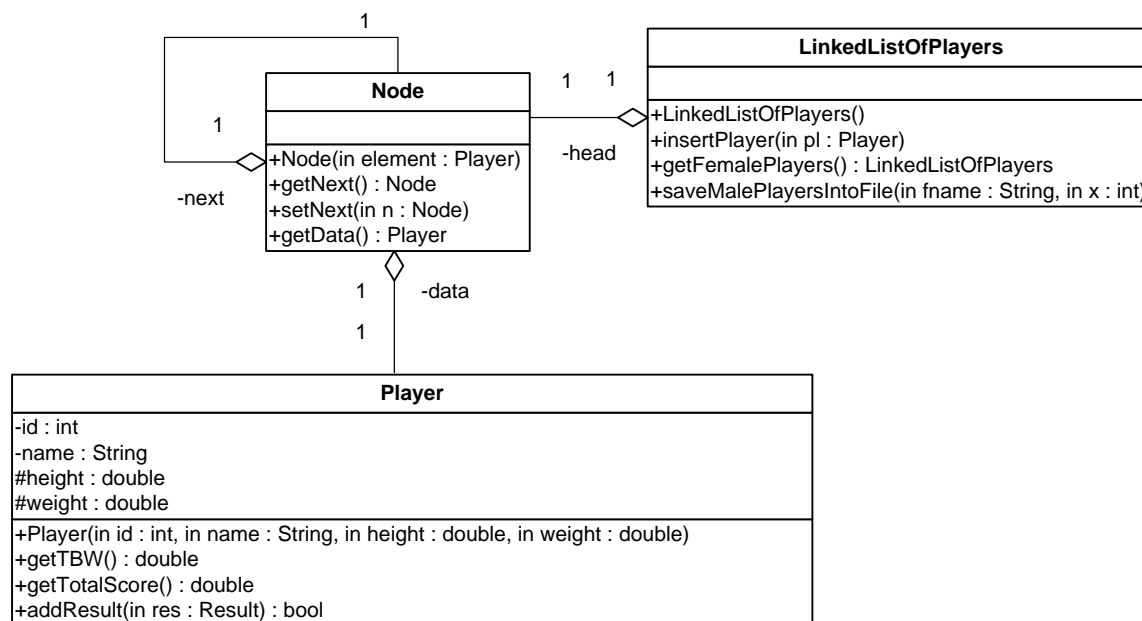 1
LinkedListOfPlayers
Node
1
1
1
+LinkedListOfPlayers()
+insertPlayer(in pl : Player)
+getFemalePlayers() : LinkedListOfPlayers
+saveMalePlayersIntoFile(in fname : String, in x : int)
-head
+Node(in element : Player)
+getNext() : Node
+setNext(in n : Node)
+getData() : Player
-next
1
-data
1
Player
-id : int
-name : String
#height : double
#weight : double
+Player(in id : int, in name : String, in height : double, in weight : double)
+getTBW() : double
+getTotalScore() : double
+addResult(in res : Result) : bool